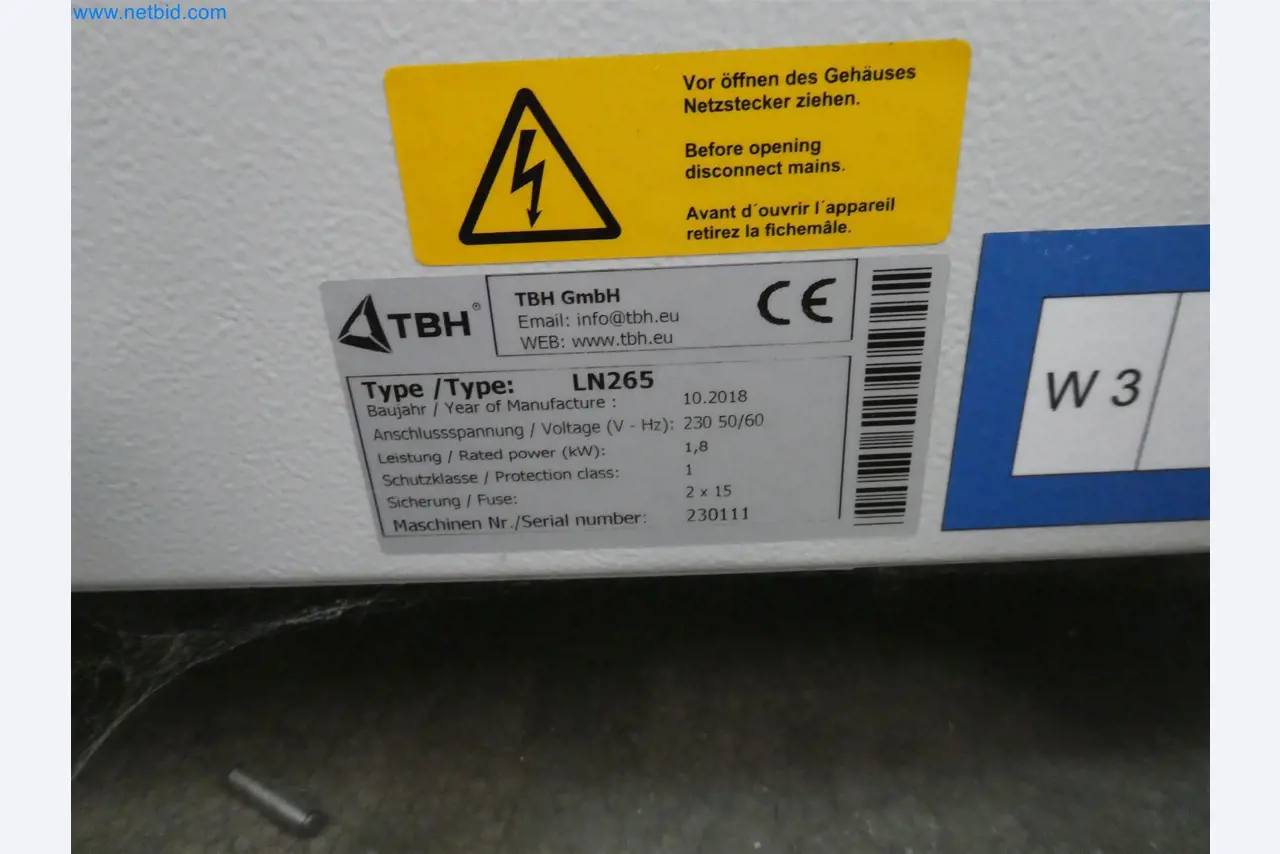 www.netbid.com
Vor öffnen des Gehäuses
Netzstecker ziehen.
Before opening
disconnect mains.
Avant d´ouvrir l´appareil
retirez la fichemâle.
TBH®
TBH GmbH
Email: info@tbh.eu
WEB: www.tbh.eu
CE
Type /Type: LN265
Baujahr / Year of Manufacture : 10.2018
Anschlussspannung / Voltage (V - Hz): 230 50/60
Leistung / Rated power (kW): 1,8
Schutzklasse / Protection class: 1
Sicherung / Fuse: 2 x 15
Maschinen Nr./Serial number: 230111
W 3